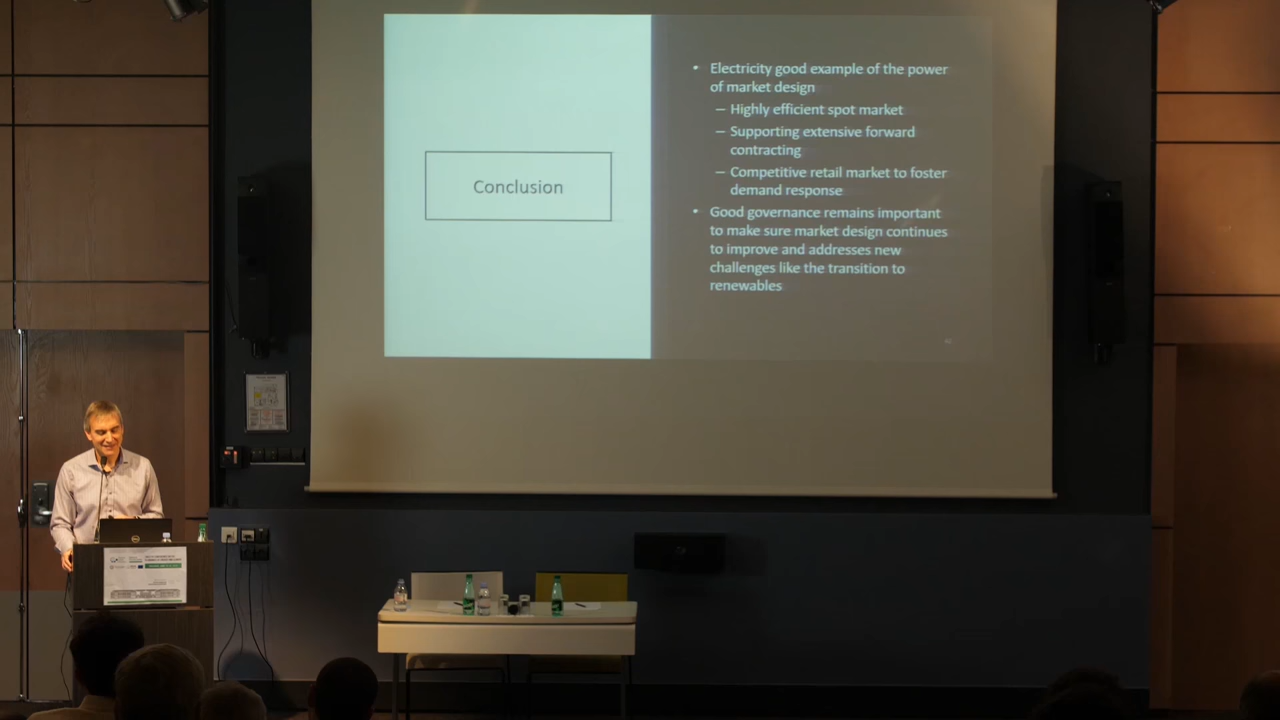 Conclusion
• Electricity good example of the power
of market design
– Highly efficient spot market
– Supporting extensive forward
contracting
– Competitive retail market to foster
demand response
• Good governance remains important
to make sure market design continues
to improve and addresses new
challenges like the transition to
renewables